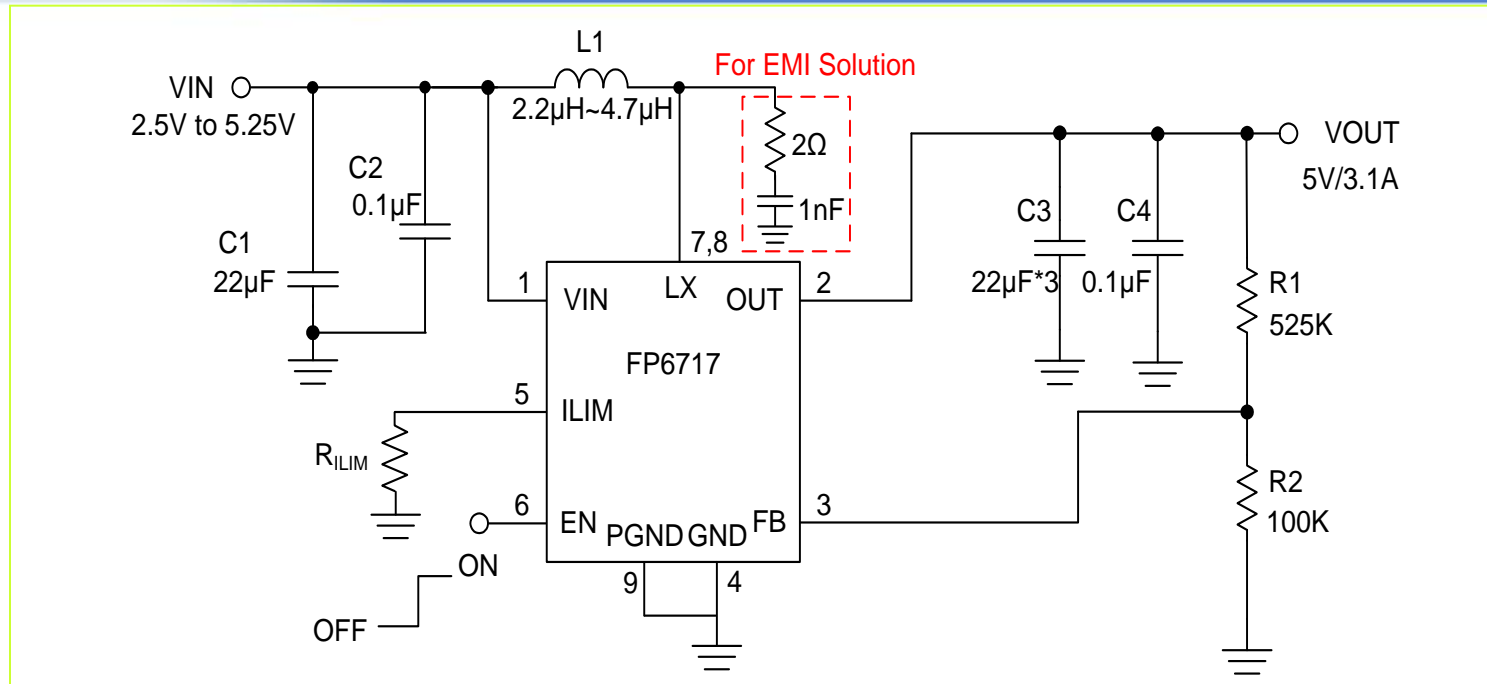 L1
For EMI Solution
VIN
2.5V to 5.25V
2.2µH~4.7µH
2Ω
1nF
VOUT
5V/3.1A
C2
0.1µF
C1
22µF
C3
22µF*3
C4
0.1µF
R1
525K
7,8
1
VIN
LX
OUT
2
FP6717
5
ILIM
RILIM
6
EN
PGND
GND
FB
3
R2
100K
ON
OFF
9
4